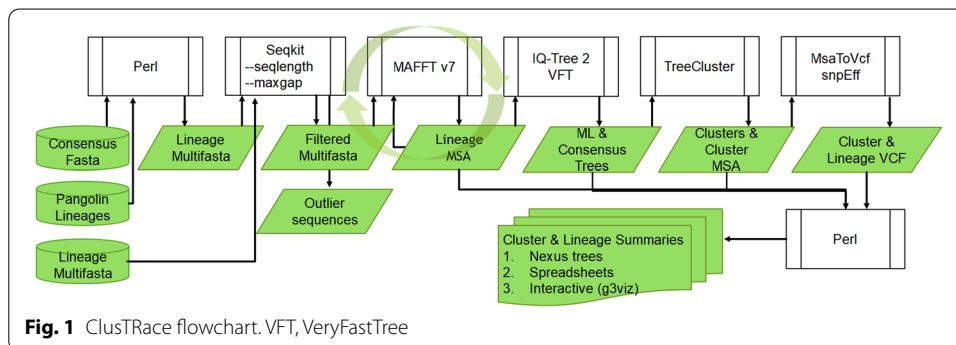 Perl
Seqkit
--seqlength
--maxgap
MAFFT v7
IQ-Tree 2
VFT
TreeCluster
MsaToVcf
snpEff
Consensus
Fasta
Lineage
Multifasta
Filtered
Multifasta
Lineage
MSA
ML &
Consensus
Trees
Clusters &
Cluster
MSA
Cluster &
Lineage VCF
Pangolin
Lineages
Outlier
sequences
Lineage
Multifasta
Cluster & Lineage Summaries
1. Nexus trees
2. Spreadsheets
3. Interactive (g3viz)
Perl
Fig. 1 ClusTRace flowchart. VFT, VeryFastTree